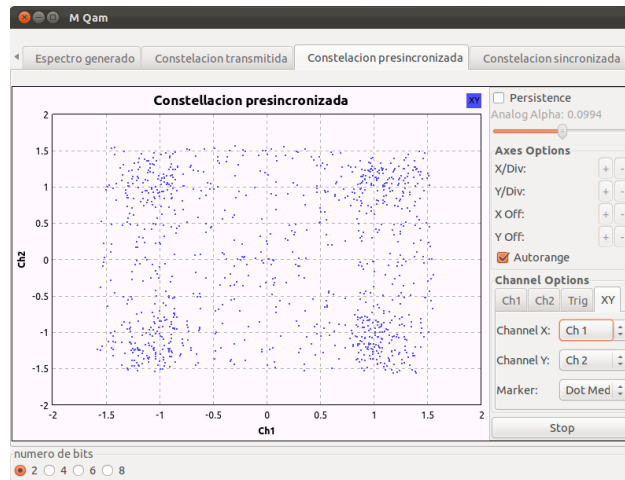 M Qam
Espectro generado
Constelacion transmitida
Constelacion presincronizada
Constelacion sincronizada
Constellacion presincronizada
XY
Persistence
Analog Alpha: 0.0994
Axes Options
X/Div:
+
-
Y/Div:
+
-
X Off:
+
-
Y Off:
+
-
Autorange
Channel Options
Ch1
Ch2
Trig
XY
Channel X:
Ch 1
Channel Y:
Ch 2
Marker:
Dot Med
Stop
2
1.5
1
0.5
0
-0.5
-1
-1.5
-2
Ch2
-2
-1.5
-1
-0.5
0
0.5
1
1.5
2
Ch1
numero de bits
2
4
6
8